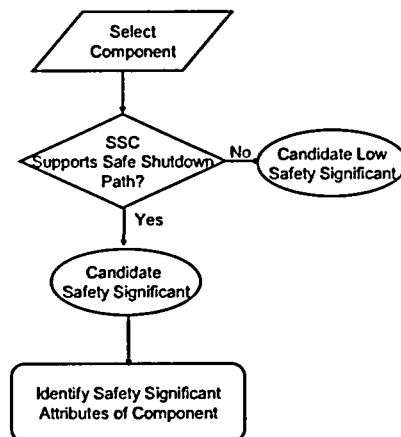 Select
Component
SSC
Supports Safe Shutdown
Path?
No
Candidate Low
Safety Significant
Yes
Candidate
Safety Significant
Identify Safety Significant
Attributes of Component